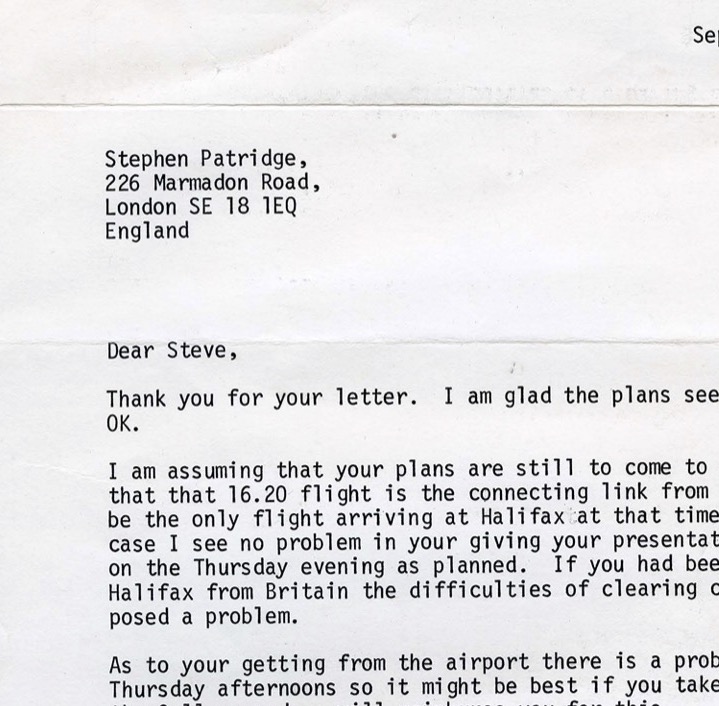 Sep
Stephen Patridge,
226 Marmadon Road,
London SE 18 1EQ
England
Dear Steve,
Thank you for your letter.  I am glad the plans see
OK.
I am assuming that your plans are still to come to
that that 16.20 flight is the connecting link from
be the only flight arriving at Halifax at that time
case I see no problem in your giving your presentat
on the Thursday evening as planned.  If you had bee
Halifax from Britain the difficulties of clearing c
posed a problem.
As to your getting from the airport there is a prob
Thursday afternoons so it might be best if you take